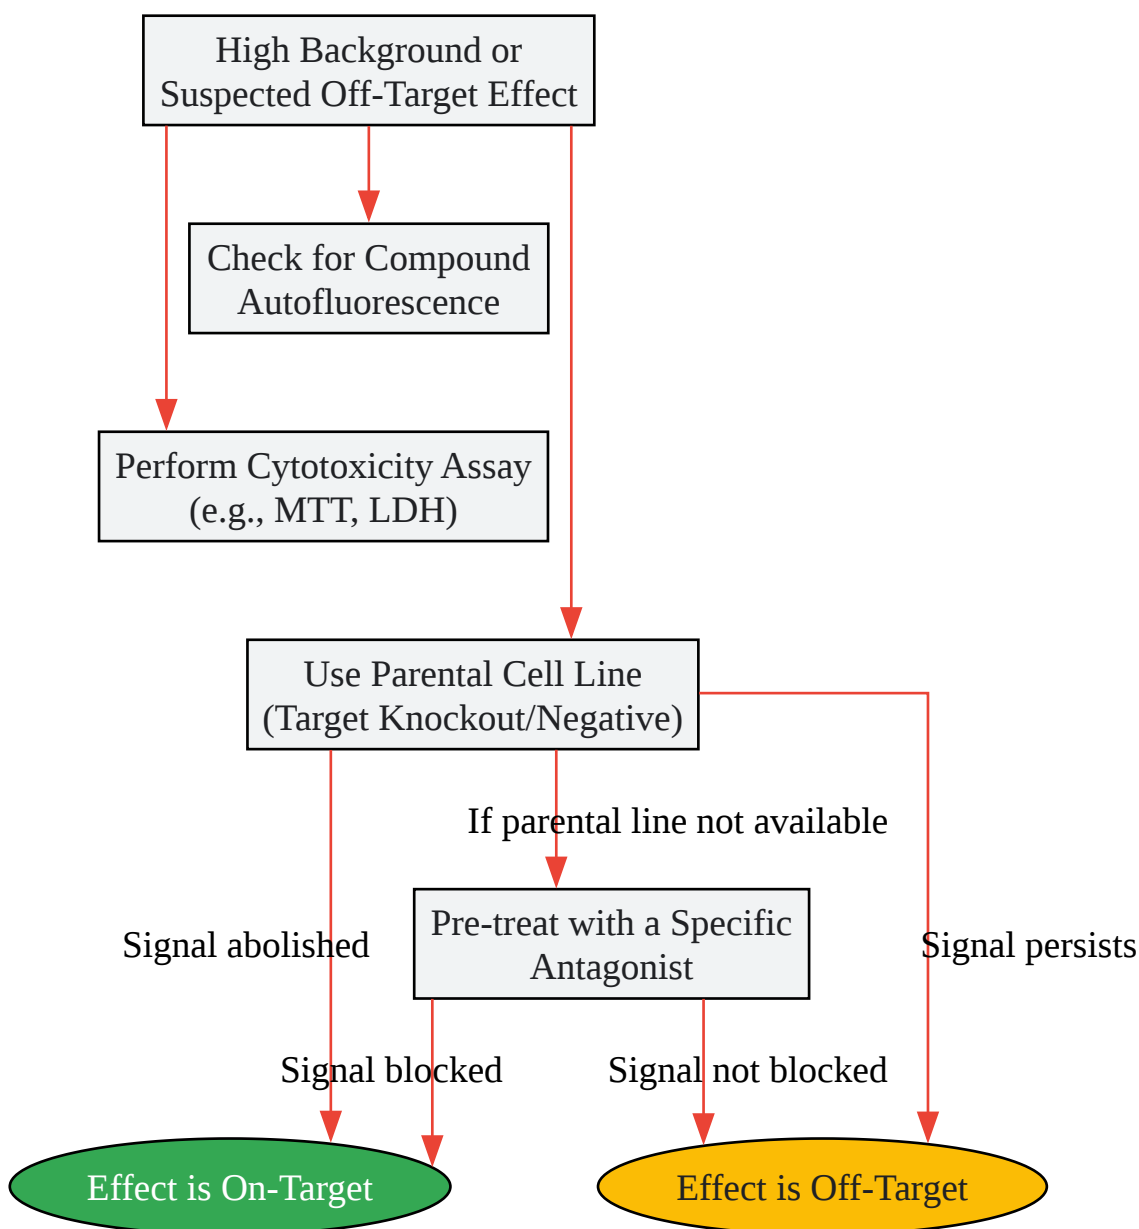 High Background or
Suspected Off-Target Effect
Check for Compound
Autofluorescence
Perform Cytotoxicity Assay
(e.g., MTT, LDH)
Use Parental Cell Line
(Target Knockout/Negative)
If parental line not available
Pre-treat with a Specific
Antagonist
Signal abolished
Signal persists
Signal blocked
Signal not blocked
Effect is On-Target
Effect is Off-Target